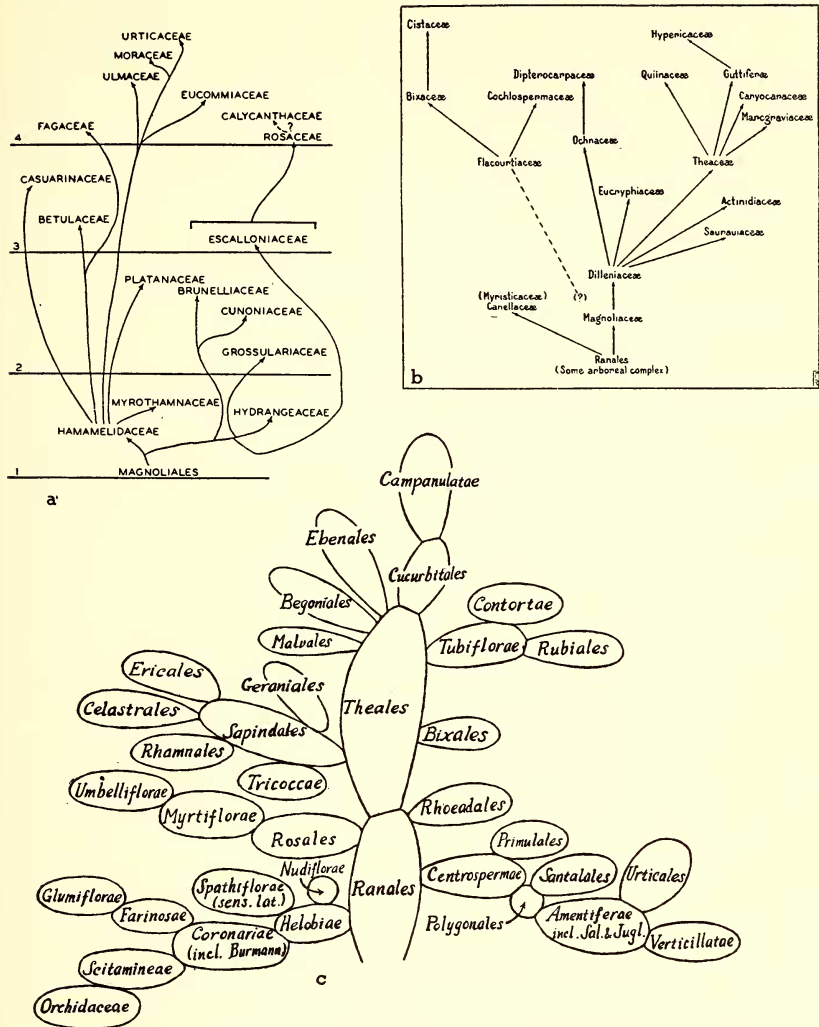 URTICACEAE
MORACEAE
ULMACEAE
EUCOMMIACEAE
CALYCANTHACEAE
?
FAGACEAE
ROSACEAE
4
CASUARINACEAE
BETULACEAE
ESCALLONIACEAE
3
PLATANACEAE
BRUNELLIACEAE
CUNONIACEAE
GROSSULARIACEAE
2
MYROTHAMNACEAE
HYDRANGEACEAE
HAMAMELIDACEAE
MAGNOLIALES
1
a
Cistaceæ
Hypericaceæ
Dipterocarpaceæ
Quiinaceæ
Guttiferæ
Bixaceæ
Cochlospermaceæ
Caryocaraceæ
Marcgraviaceæ
Ochnaceæ
Flacourtiaceæ
Theaceæ
Eucryphiaceæ
Actinidiaceæ
Saurauiaceæ
Dilleniaceæ
(Myristicaceæ)
Canellaceæ
(?)
Magnoliaceæ
Ranales
(Some arboreal complex)
b
Campanulatae
Ebenales
Cucurbitales
Begoniales
Contortae
Malvales
Tubiflorae
Rubiales
Ericales
Geraniales
Celastrales
Sapindales
Theales
Bixales
Rhamnales
Tricoccae
Umbelliflorae
Myrtiflorae
Rhoeadales
Rosales
Primulales
Nudiflorae
Centrospermae
Santalales
Urticales
Spathiflorae
(sens. lat.)
Ranales
Glumiflorae
Farinosae
Helobiae
Polygonales
Amentiferae
incl. Sal. & Jugl.
Coronariae
(incl. Burmann.)
Verticillatae
Scitamineae
Orchidaceae
c